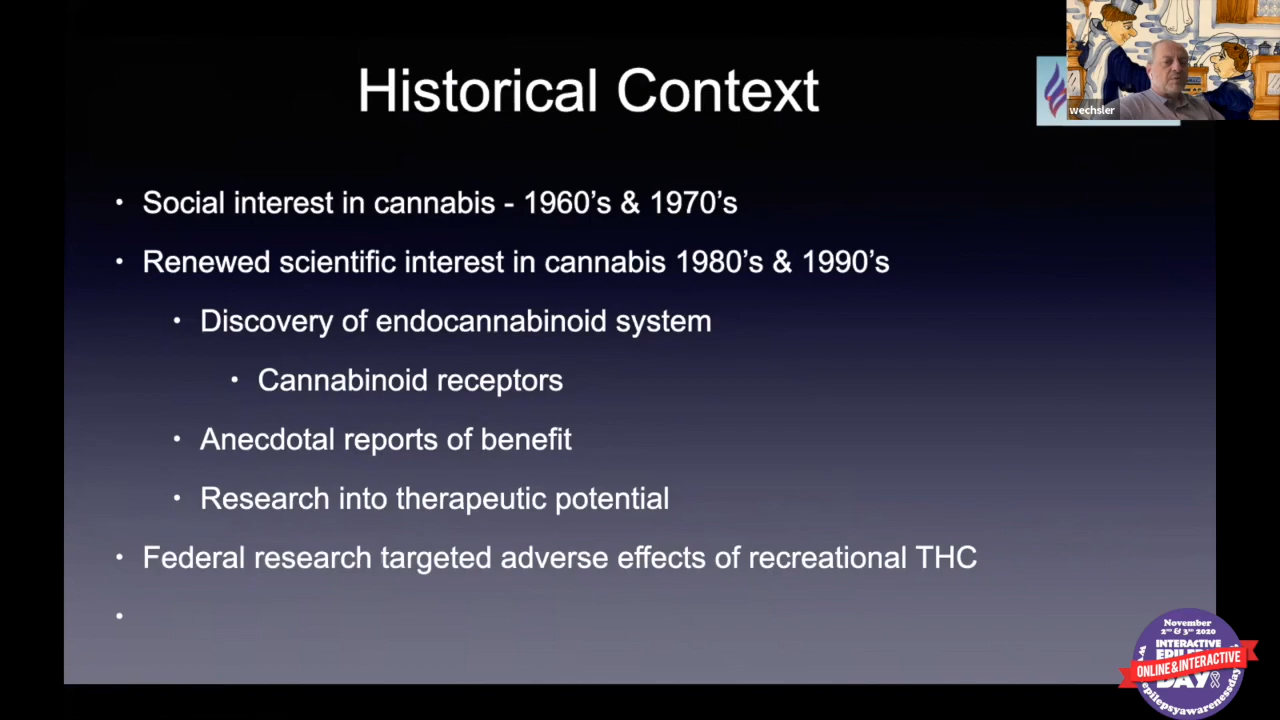 Historical Context
wechsler
• Social interest in cannabis - 1960’s & 1970’s
• Renewed scientific interest in cannabis 1980’s & 1990’s
• Discovery of endocannabinoid system
• Cannabinoid receptors
• Anecdotal reports of benefit
• Research into therapeutic potential
• Federal research targeted adverse effects of recreational THC
•
November
2ND & 3RD 2020
INTERACTIVE
ONLINE & INTERACTIVE
DAY
epilepsyawarenessday